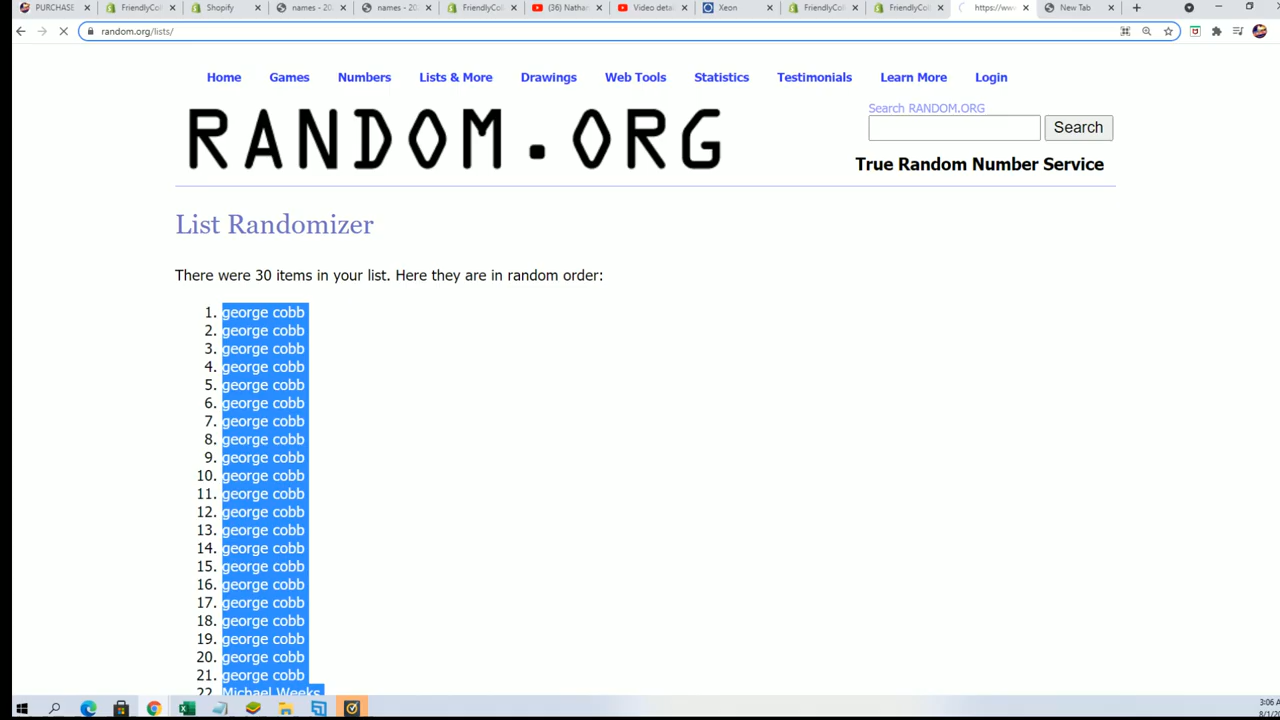 PURCHASE
FriendlyCo
Shopify
names - 20
names - 20
FriendlyCo
(36) Nathan
Video detai
Xeon
FriendlyCo
FriendlyCo
https://ww
New Tab
random.org/lists/
Home Games Numbers Lists & More Drawings Web Tools Statistics Testimonials Learn More Login
RANDOM.ORG
Search RANDOM.ORG
Search
True Random Number Service
List Randomizer
There were 30 items in your list. Here they are in random order:
1. george cobb
2. george cobb
3. george cobb
4. george cobb
5. george cobb
6. george cobb
7. george cobb
8. george cobb
9. george cobb
10. george cobb
11. george cobb
12. george cobb
13. george cobb
14. george cobb
15. george cobb
16. george cobb
17. george cobb
18. george cobb
19. george cobb
20. george cobb
21. george cobb
22. Michael Weeks
3:06 A
8/1/20